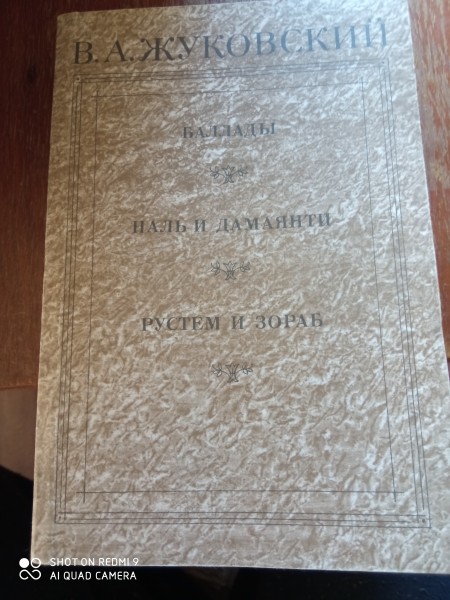 В. А. ЖУКОВСКИЙ
БАЛЛАДЫ
НАЛЬ И ДАМАЯНТИ
РУСТЕМ И ЗОРАБ
SHOT ON REDMI 9
AI QUAD CAMERA